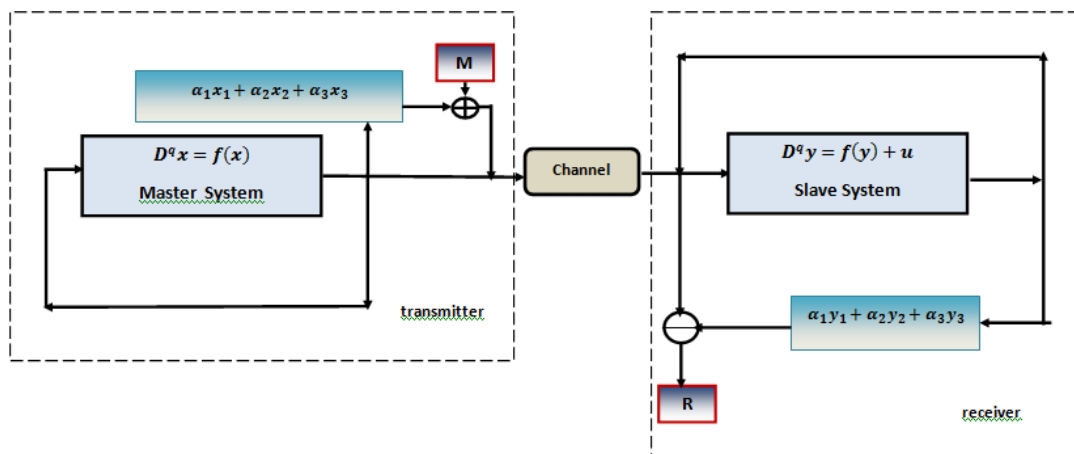 M
α₁x₁ + α₂x₂ + α₃x₃
D^q x = f(x)
Master System
transmitter
Channel
D^q y = f(y) + u
Slave System
α₁y₁ + α₂y₂ + α₃y₃
R
receiver